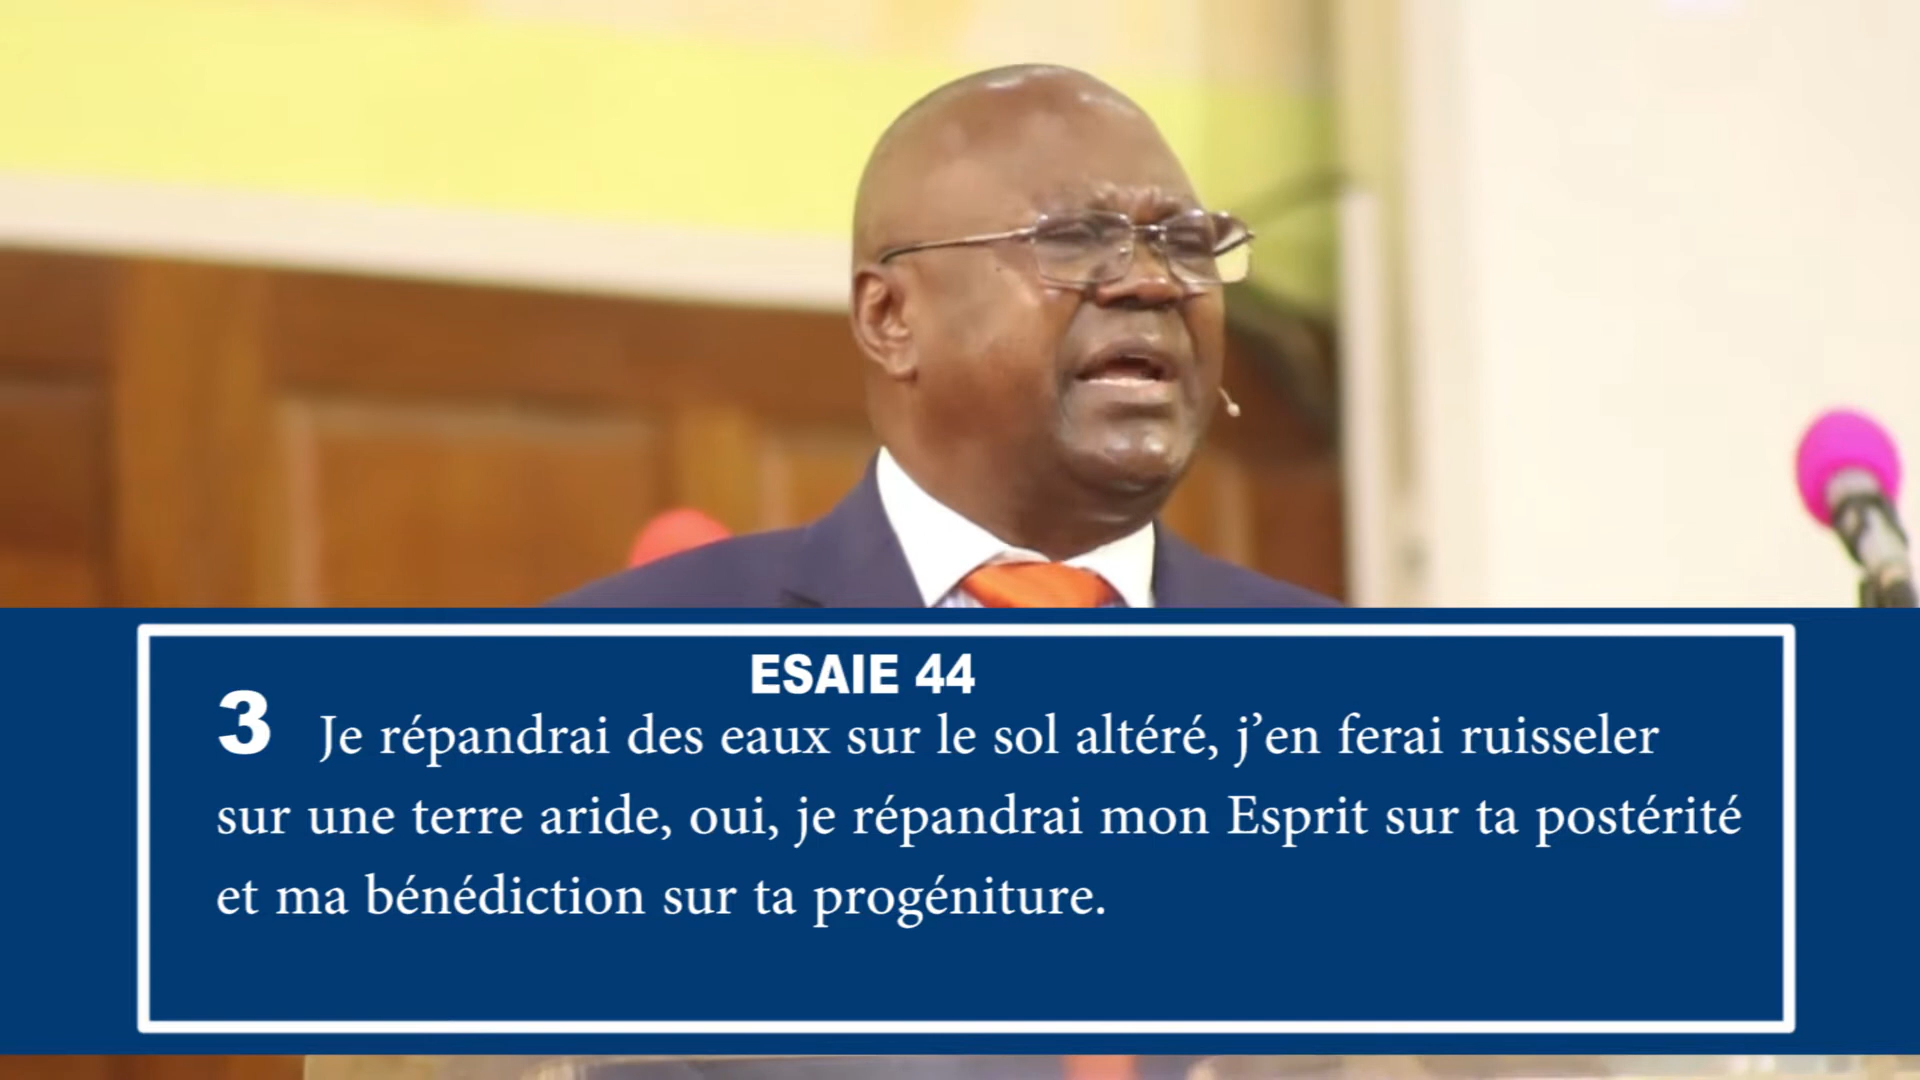 ESAIE 44
3 Je répandrai des eaux sur le sol altéré, j’en ferai ruisseler
sur une terre aride, oui, je répandrai mon Esprit sur ta postérité
et ma bénédiction sur ta progéniture.